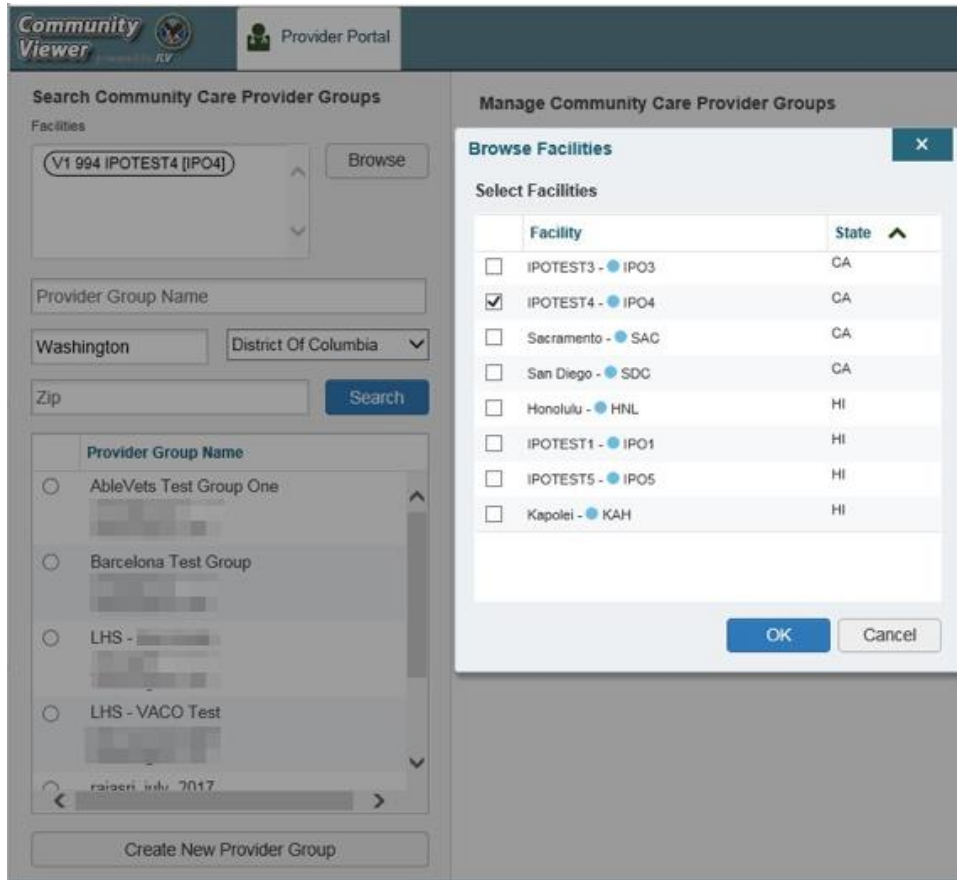 Community
Viewer powered by JLV
Provider Portal
Search Community Care Provider Groups
Facilities
V1 994 IPOTEST4 [IPO4]
Browse
Provider Group Name
Washington
District Of Columbia
Zip
Search
Provider Group Name
AbleVets Test Group One
Barcelona Test Group
LHS -
LHS - VACO Test
rajasri_july_2017
Create New Provider Group
Manage Community Care Provider Groups
Browse Facilities
×
Select Facilities
Facility State
IPOTEST3 - IPO3 CA
IPOTEST4 - IPO4 CA
Sacramento - SAC CA
San Diego - SDC CA
Honolulu - HNL HI
IPOTEST1 - IPO1 HI
IPOTEST5 - IPO5 HI
Kapolei - KAH HI
OK Cancel